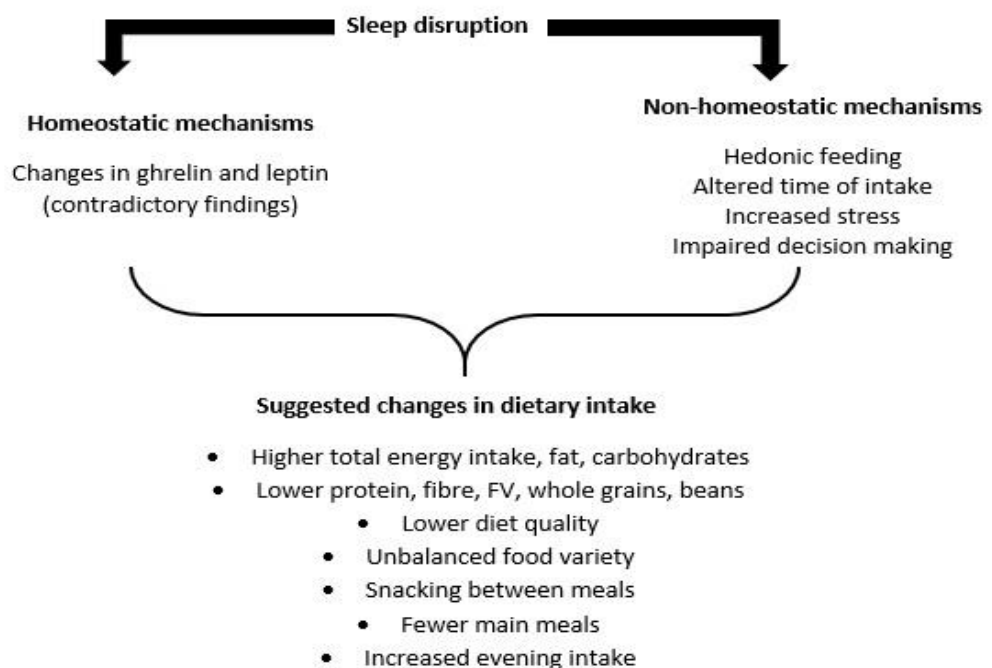 Sleep disruption
Homeostatic mechanisms
Changes in ghrelin and leptin
(contradictory findings)
Non-homeostatic mechanisms
Hedonic feeding
Altered time of intake
Increased stress
Impaired decision making
Suggested changes in dietary intake
• Higher total energy intake, fat, carbohydrates
• Lower protein, fibre, FV, whole grains, beans
• Lower diet quality
• Unbalanced food variety
• Snacking between meals
• Fewer main meals
• Increased evening intake